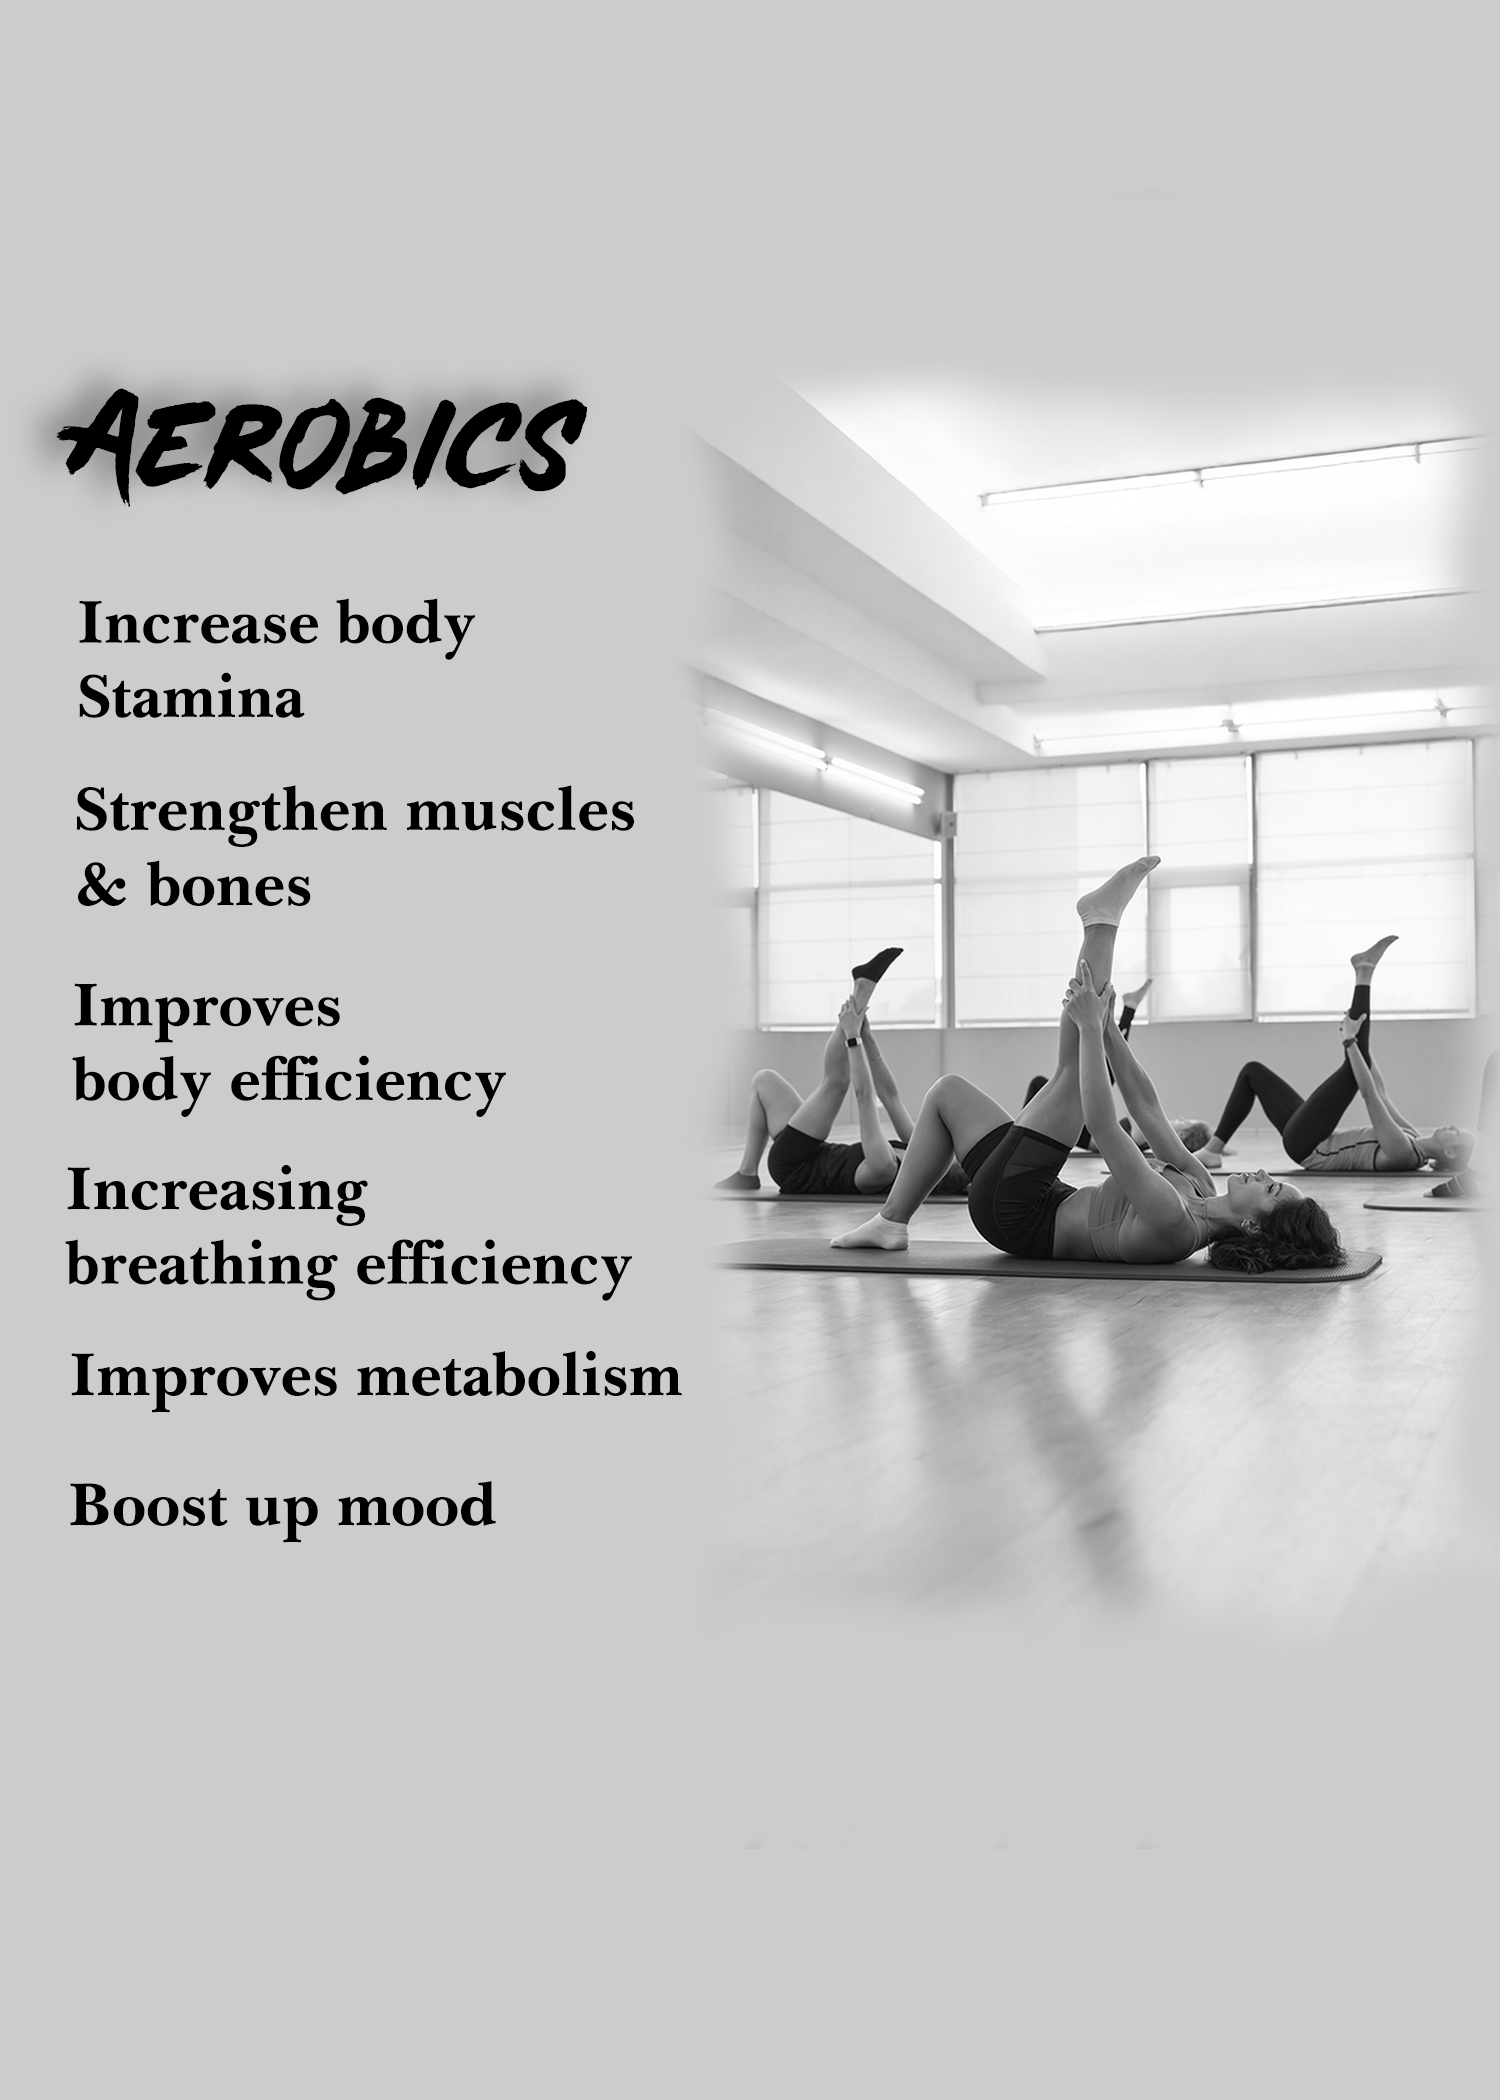 AEROBICS
Increase body
Stamina
Strengthen muscles
& bones
Improves
body efficiency
Increasing
breathing efficiency
Improves metabolism
Boost up mood